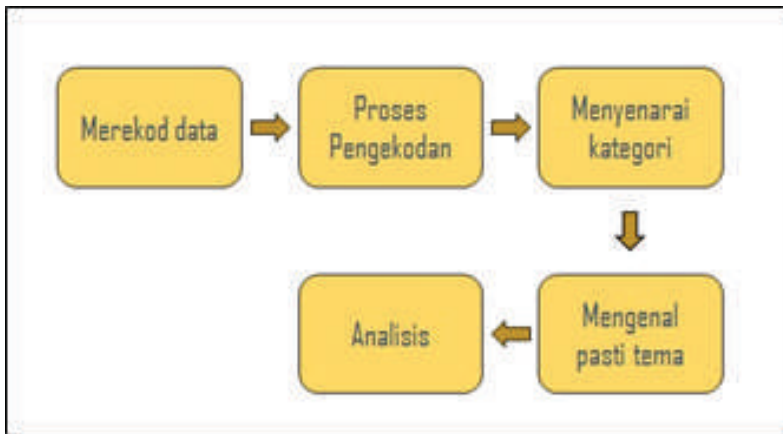 Merekod data
Proses
Pengekodan
Menyenarai
kategori
Mengenal
pasti tema
Analisis